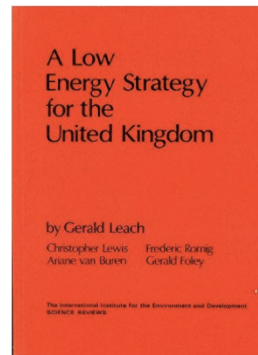 A Low
Energy Strategy
for the
United Kingdom
by Gerald Leach
Christopher Lewis Frederic Romig
Ariane van Buren Gerald Foley
The International Institute for the Environment and Development
SCIENCE REVIEWS